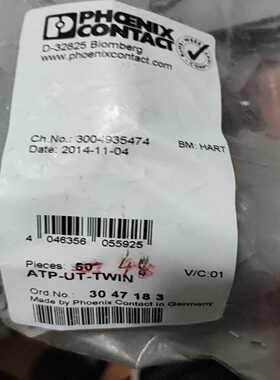 PHOENIX
CONTACT
D-32825 Blomberg
www.phoenixcontact.com
Ch.No.: 3004935474
BM: HART
Date: 2014-11-04
4 046356 055925
Pieces: 50 48
ATP-UT-TWIN
V/C:01
Ord.No.: 30 47 18 3
Made by Phoenix Contact in Germany